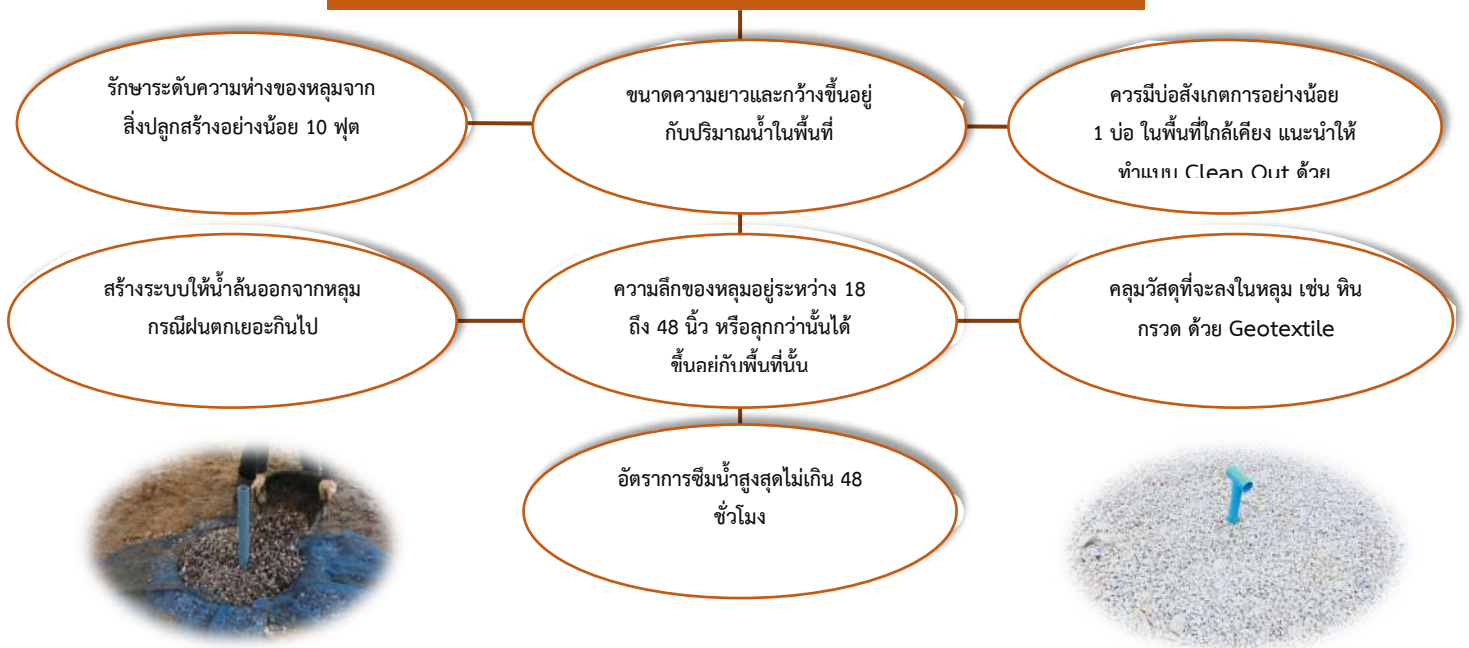 รักษาระดับความห่างของหลุมจาก
สิ่งปลูกสร้างอย่างน้อย 10 ฟุต
ขนาดความยาวและกว้างขึ้นอยู่
กับปริมาณน้ำในพื้นที่
ควรมีบ่อสังเกตการอย่างน้อย
1 บ่อ ในพื้นที่ใกล้เคียง แนะนำให้
ทำแบบ Clean Out ด้วย
สร้างระบบให้น้ำล้นออกจากหลุม
กรณีฝนตกเยอะกินไป
ความลึกของหลุมอยู่ระหว่าง 18
ถึง 48 นิ้ว หรือลุกกว่านั้นได้
ขึ้นอยู่กับพื้นที่นั้น
คลุมวัสดุที่จะลงในหลุม เช่น หิน
กรวด ด้วย Geotextile
อัตราการซึมน้ำสูงสุดไม่เกิน 48
ชั่วโมง